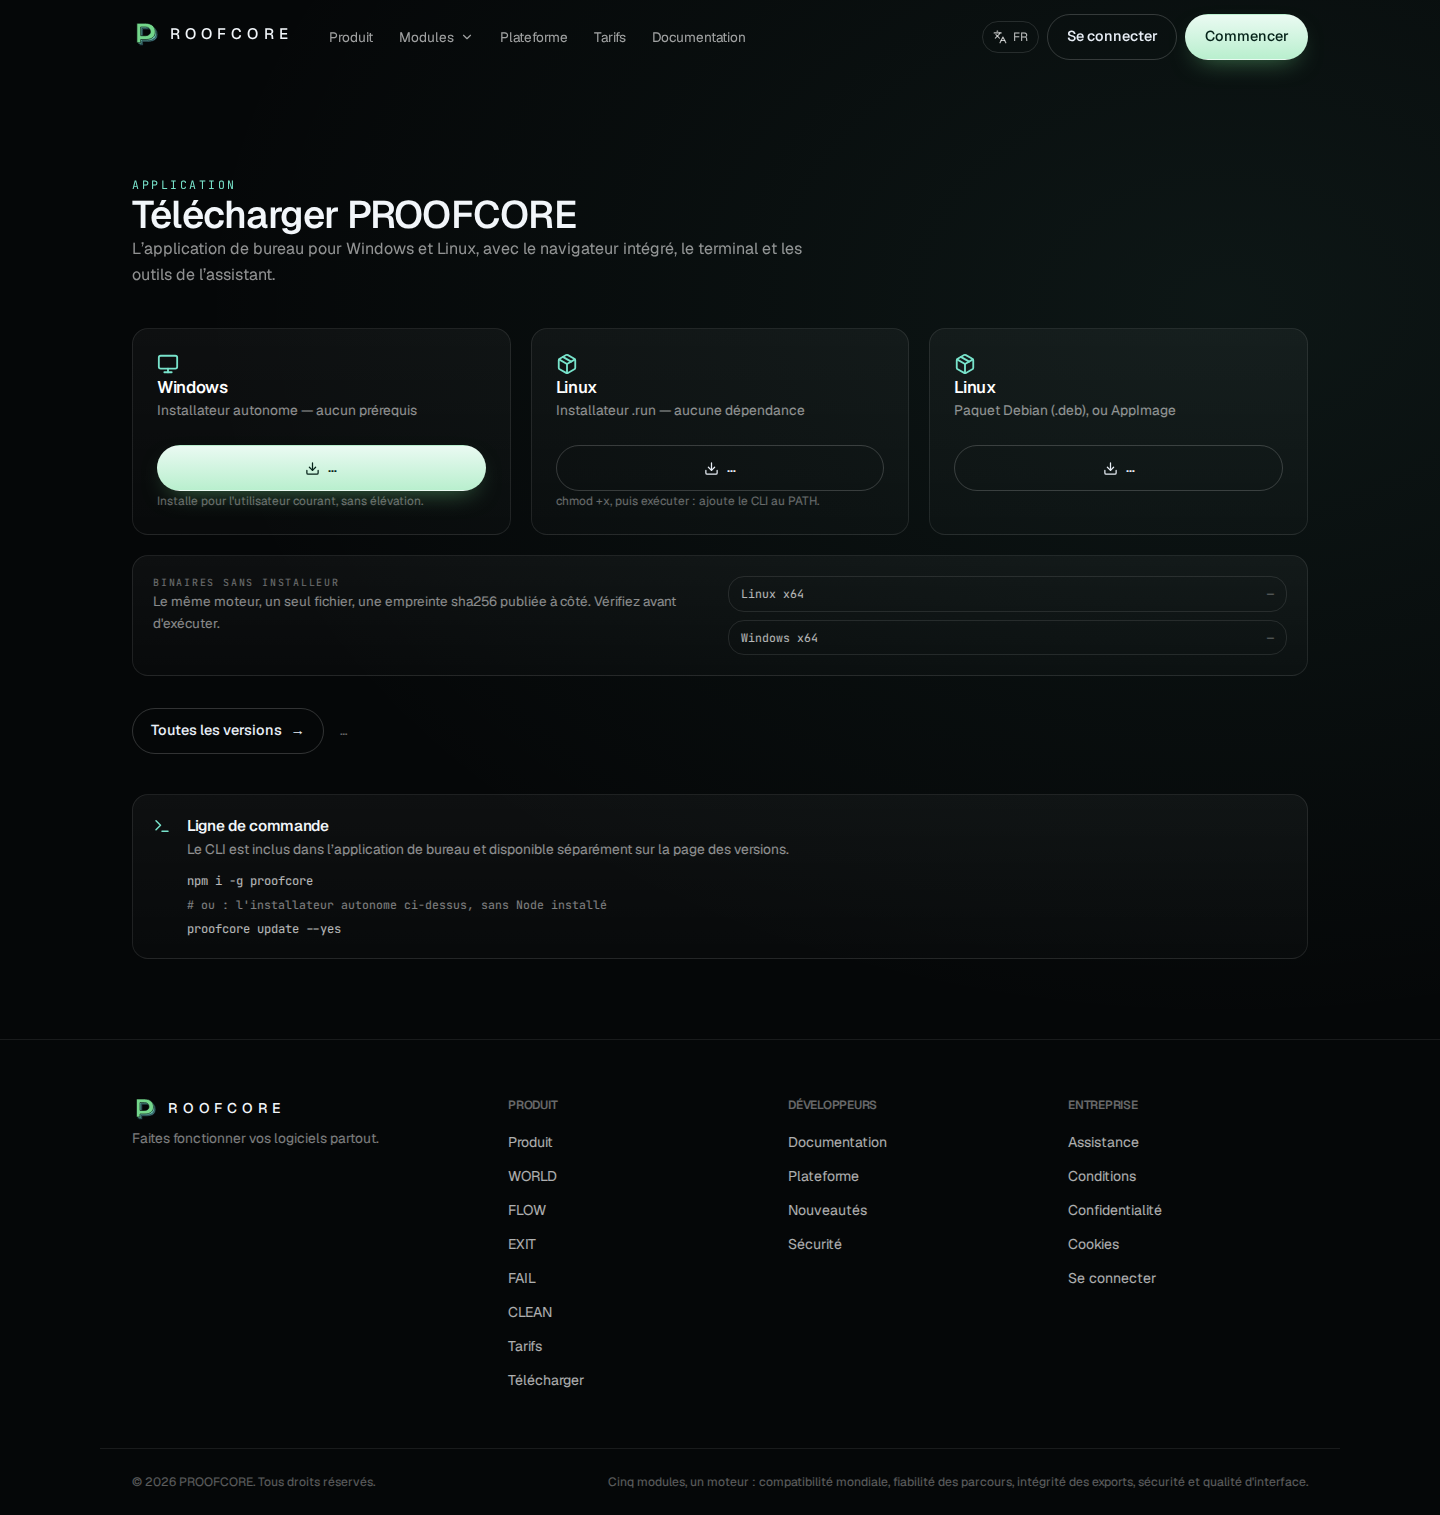 ROOFCORE
Produit
Modules
Plateforme
Tarifs
Documentation
FR
Se connecter
Commencer
APPLICATION
Télécharger PROOFCORE
L'application de bureau pour Windows et Linux, avec le navigateur intégré, le terminal et les
outils de l'assistant.
Windows
Installateur autonome — aucun prérequis
…
Installe pour l'utilisateur courant, sans élévation.
Linux
Installateur .run — aucune dépendance
…
chmod +x, puis exécuter : ajoute le CLI au PATH.
Linux
Paquet Debian (.deb), ou AppImage
…
BINAIRES SANS INSTALLEUR
Le même moteur, un seul fichier, une empreinte sha256 publiée à côté. Vérifiez avant
d'exécuter.
Linux x64 —
Windows x64 —
Toutes les versions →
…
Ligne de commande
Le CLI est inclus dans l'application de bureau et disponible séparément sur la page des versions.
npm i -g proofcore
# ou : l'installateur autonome ci-dessus, sans Node installé
proofcore update --yes
ROOFCORE
Faites fonctionner vos logiciels partout.
PRODUIT
Produit
WORLD
FLOW
EXIT
FAIL
CLEAN
Tarifs
Télécharger
DÉVELOPPEURS
Documentation
Plateforme
Nouveautés
Sécurité
ENTREPRISE
Assistance
Conditions
Confidentialité
Cookies
Se connecter
© 2026 PROOFCORE. Tous droits réservés.
Cinq modules, un moteur : compatibilité mondiale, fiabilité des parcours, intégrité des exports, sécurité et qualité d'interface.